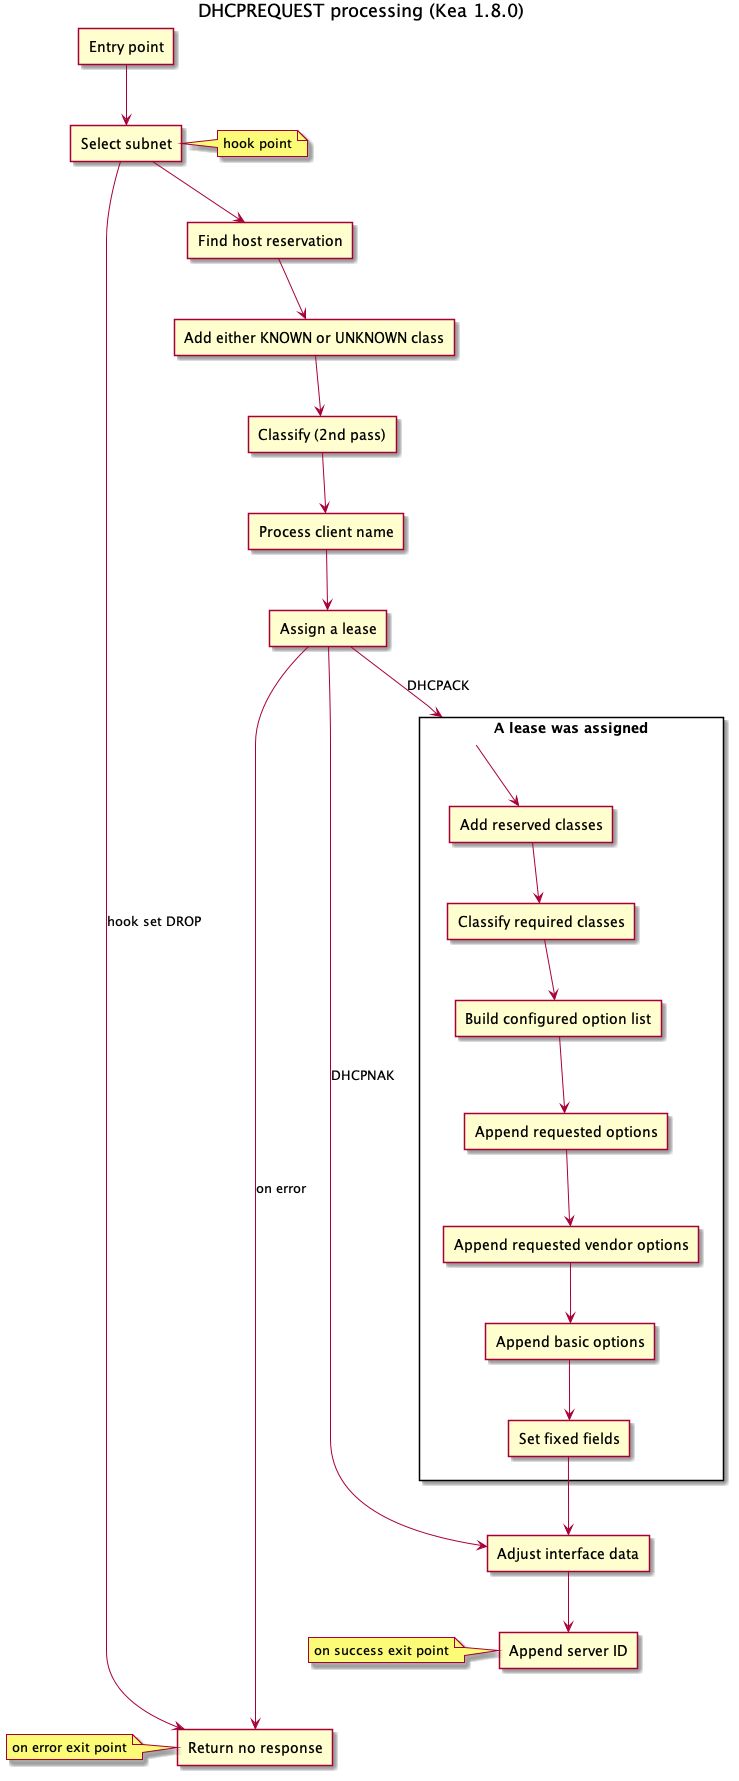 DHCPREQUEST processing (Kea 1.8.0)
Entry point
Select subnet
hook point
Find host reservation
Add either KNOWN or UNKNOWN class
Classify (2nd pass)
Process client name
Assign a lease
DHCPACK
A lease was assigned
Add reserved classes
Classify required classes
hook set DROP
Build configured option list
DHCPNAK
Append requested options
on error
Append requested vendor options
Append basic options
Set fixed fields
Adjust interface data
on success exit point
Append server ID
on error exit point
Return no response